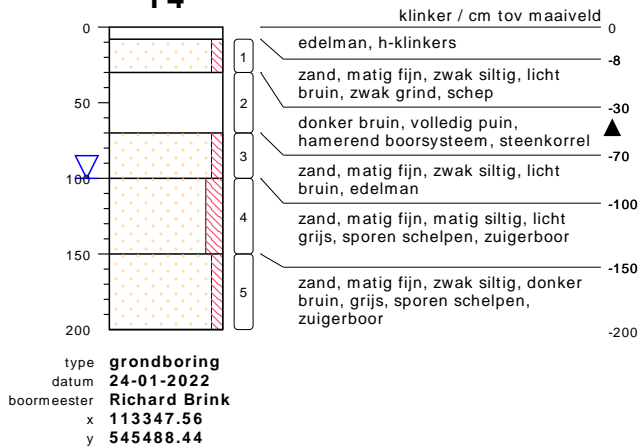 klinker / cm tov maaiveld
0
0
edelman, h-klinkers
-8
1
zand, matig fijn, zwak siltig, licht
bruin, zwak grind, schep
-30
50
2
donker bruin, volledig puin,
hamerend boorsysteem, steenkorrel
-70
3
zand, matig fijn, zwak siltig, licht
bruin, edelman
100
-100
4
zand, matig fijn, matig siltig, licht
grijs, sporen schelpen, zuigerboor
150
-150
5
zand, matig fijn, zwak siltig, donker
bruin, grijs, sporen schelpen,
zuigerboor
200
-200
type grondboring
datum 24-01-2022
boormeester Richard Brink
x 113347.56
y 545488.44